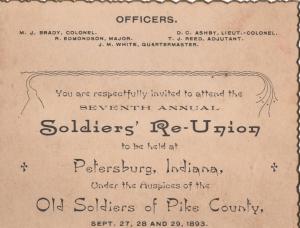 OFFICERS.
M. J. BRADY, COLONEL. D. C. ASHBY, LIEUT.-COLONEL.
R. EDMONDSON, MAJOR. T. J. REED, ADJUTANT.
J. M. WHITE, QUARTERMASTER.
You are respectfully invited to attend the
SEVENTH ANNUAL
Soldiers' Re-Union
to be held at
Petersburg, Indiana,
Under the Auspices of the
Old Soldiers of Pike County,
SEPT. 27, 28 AND 29, 1893.